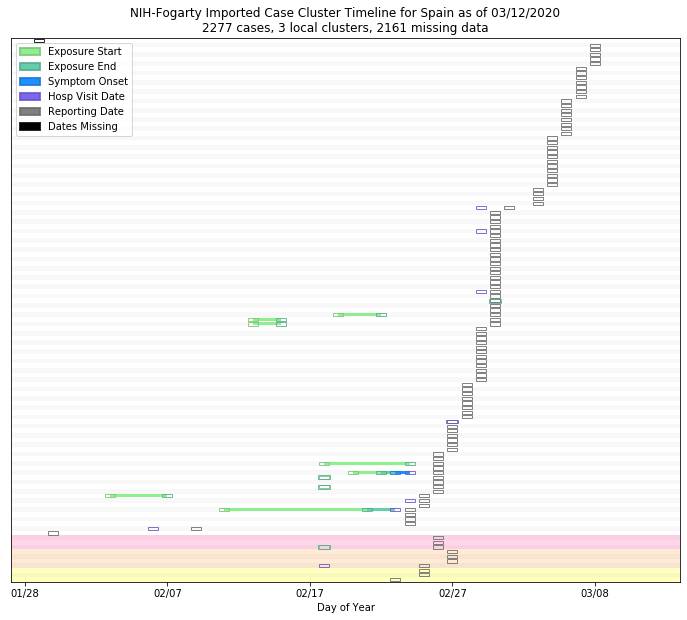 NIH-Fogarty Imported Case Cluster Timeline for Spain as of 03/12/2020
2277 cases, 3 local clusters, 2161 missing data
Exposure Start
Exposure End
Symptom Onset
Hosp Visit Date
Reporting Date
Dates Missing
01/28 02/07 02/17 02/27 03/08
Day of Year